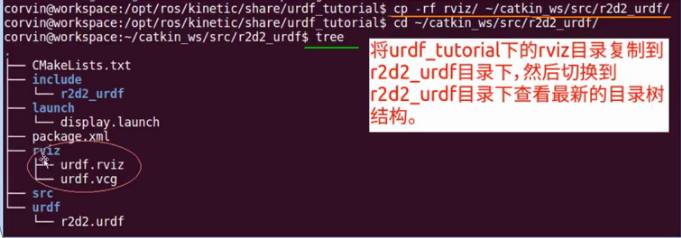 corvin@workspace:/opt/ros/kinetic/share/urdf_tutorial$ cp -rf rviz/ ~/catkin_ws/src/r2d2_urdf/
corvin@workspace:/opt/ros/kinetic/share/urdf_tutorial$ cd ~/catkin_ws/src/r2d2_urdf/
corvin@workspace:~/catkin_ws/src/r2d2_urdf$ tree
.
├── CMakeLists.txt
├── include
│   └── r2d2_urdf
├── launch
│   └── display.launch
├── package.xml
├── rviz
│   ├── urdf.rviz
│   └── urdf.vcg
├── src
└── urdf
    └── r2d2.urdf
将urdf_tutorial下的rviz目录复制到
r2d2_urdf目录下,然后切换到
r2d2_urdf目录下查看最新的目录树
结构。